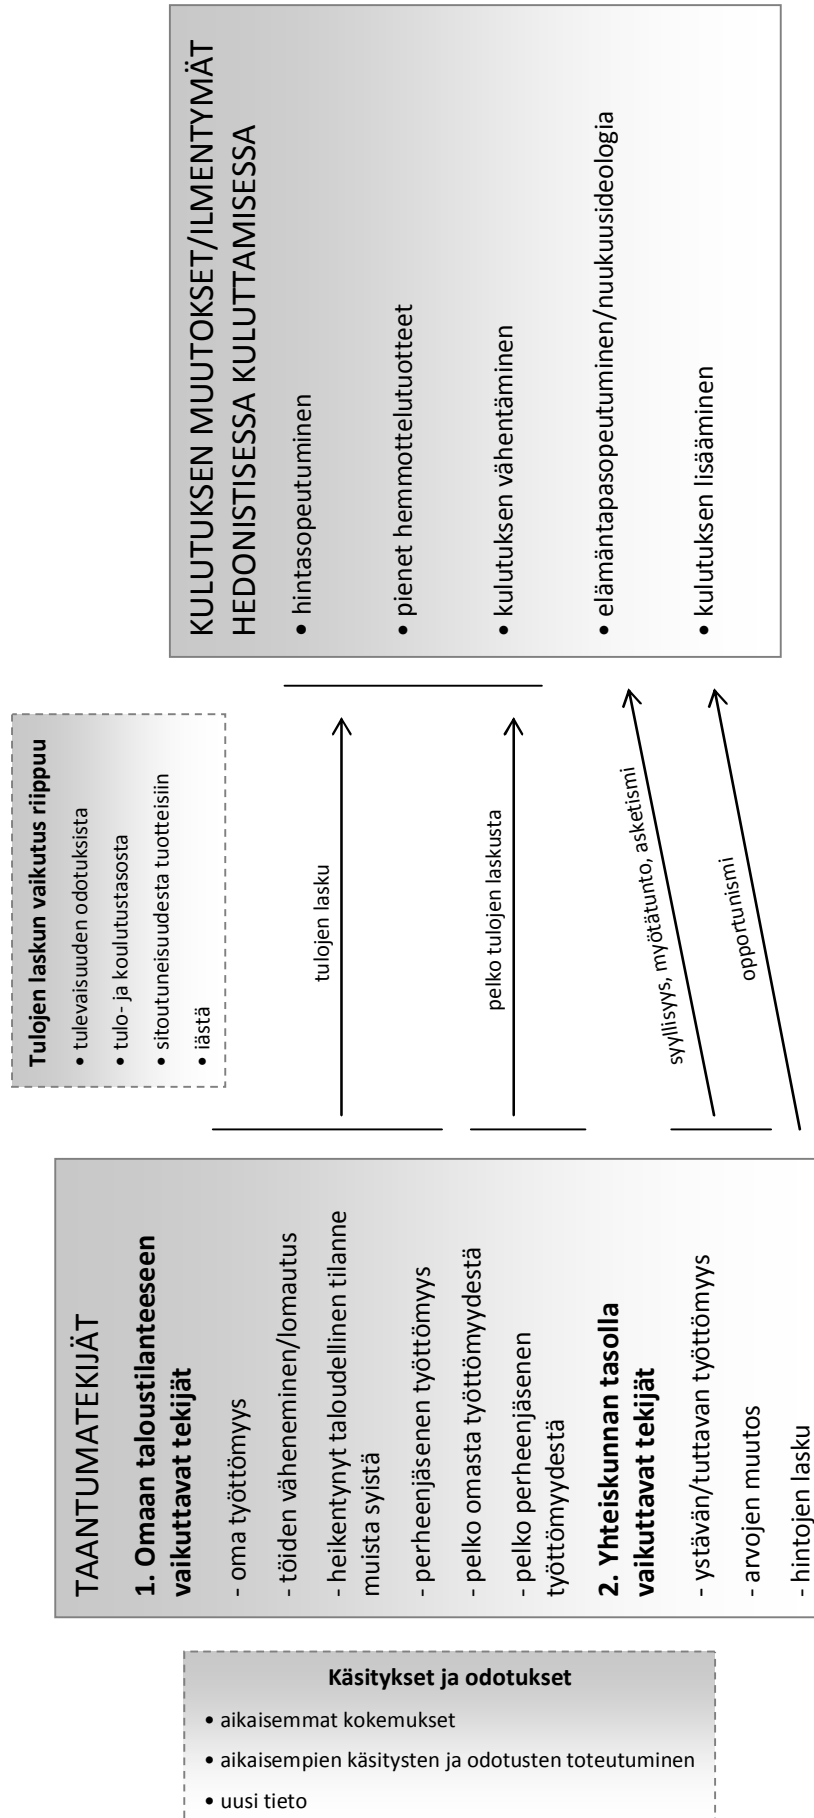 Käsitykset ja odotukset
• aikaisemmat kokemukset
• aikaisempien käsitysten ja odotusten toteutuminen
• uusi tieto
TAANTUMATEKIJÄT
1. Omaan taloustilanteeseen
vaikuttavat tekijät
- oma työttömyys
- töiden väheneminen/lomautus
- heikentynyt taloudellinen tilanne
muista syistä
- perheenjäsenen työttömyys
- pelko omasta työttömyydestä
- pelko perheenjäsenen
työttömyydestä
2. Yhteiskunnan tasolla
vaikuttavat tekijät
- ystävän/tuttavan työttömyys
- arvojen muutos
- hintojen lasku
Tulojen laskun vaikutus riippuu
• tulevaisuuden odotuksista
• tulo- ja koulutustasosta
• sitoutuneisuudesta tuotteisiin
• iästä
tulojen lasku
pelko tulojen laskusta
syyllisyys, myötätunto, asketismi
opportunismi
KULUTUKSEN MUUTOKSET/ILMENTYMÄT
HEDONISTISESSA KULUTTAMISESSA
• hintasopeutuminen
• pienet hemmottelutuotteet
• kulutuksen vähentäminen
• elämäntapasopeutuminen/nuukuusideologia
• kulutuksen lisääminen